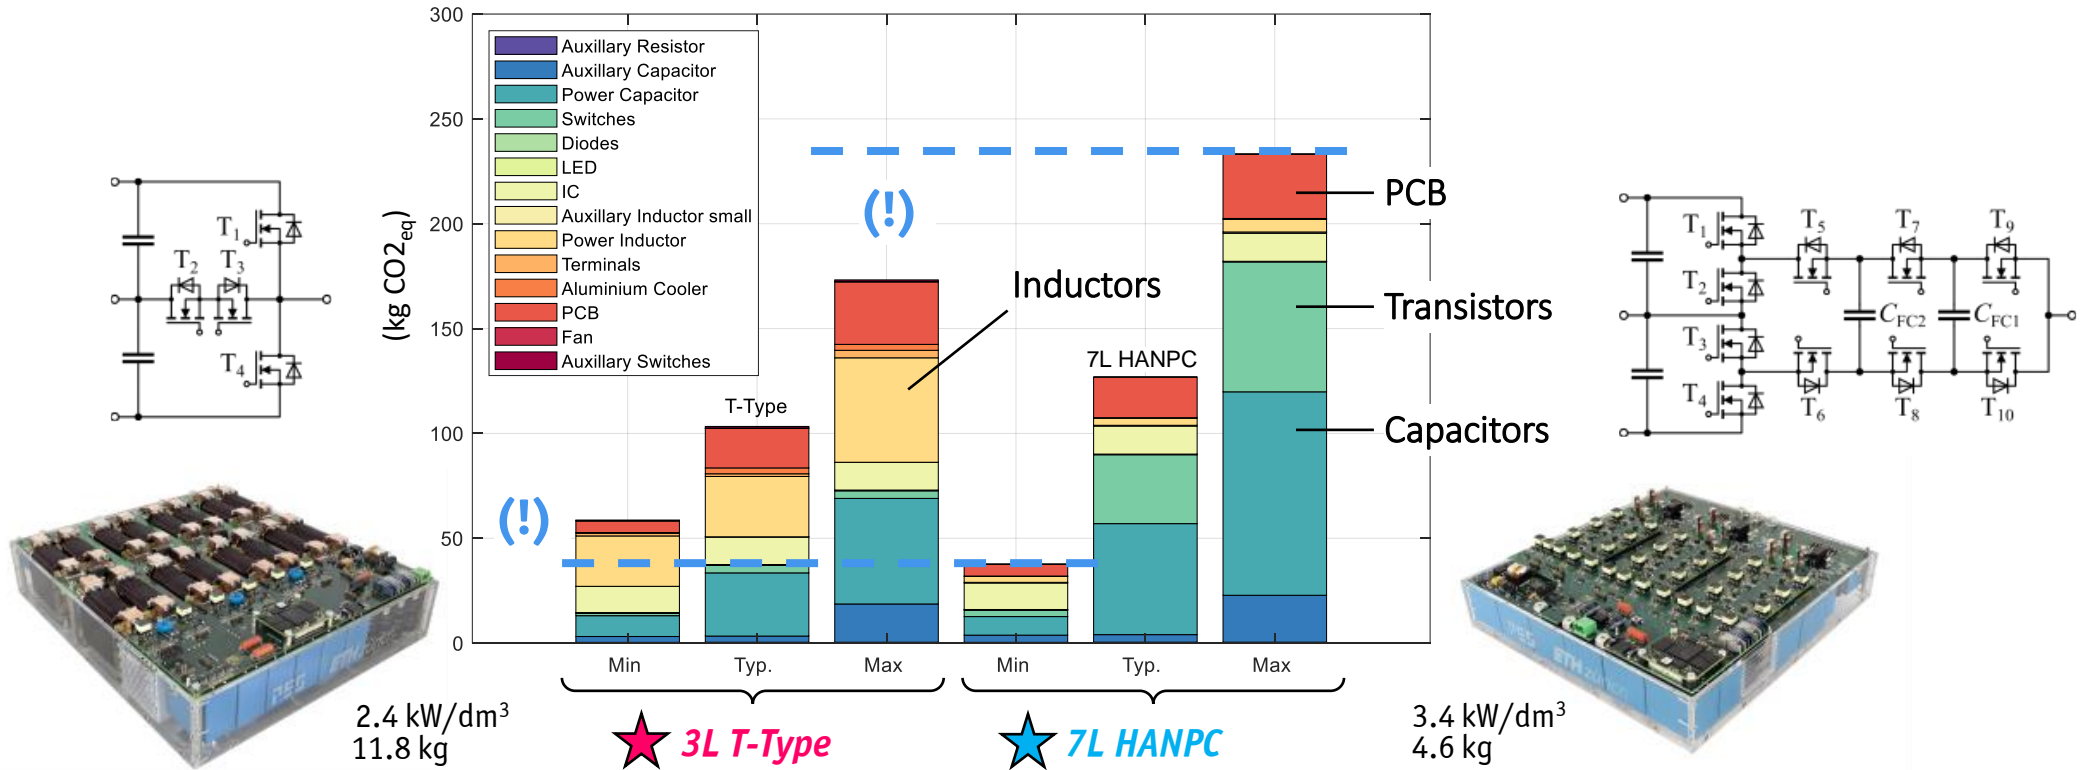 300
250
200
150
100
50
0
(kg CO2eq)
Auxillary Resistor
Auxillary Capacitor
Power Capacitor
Switches
Diodes
LED
IC
Auxillary Inductor small
Power Inductor
Terminals
Aluminium Cooler
PCB
Fan
Auxillary Switches
(!)
(!)
T-Type
7L HANPC
Inductors
PCB
Transistors
Capacitors
Min
Typ.
Max
Min
Typ.
Max
3L T-Type
7L HANPC
T1
T2
T3
T4
2.4 kW/dm³
11.8 kg
T1
T2
T3
T4
T5
T7
T9
CFC2
CFC1
T6
T8
T10
3.4 kW/dm³
4.6 kg
PES
ETH
PES
ETH